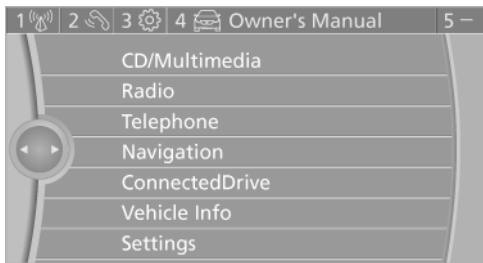 1 2 3 4 Owner's Manual 5 –
CD/Multimedia
Radio
Telephone
Navigation
ConnectedDrive
Vehicle Info
Settings